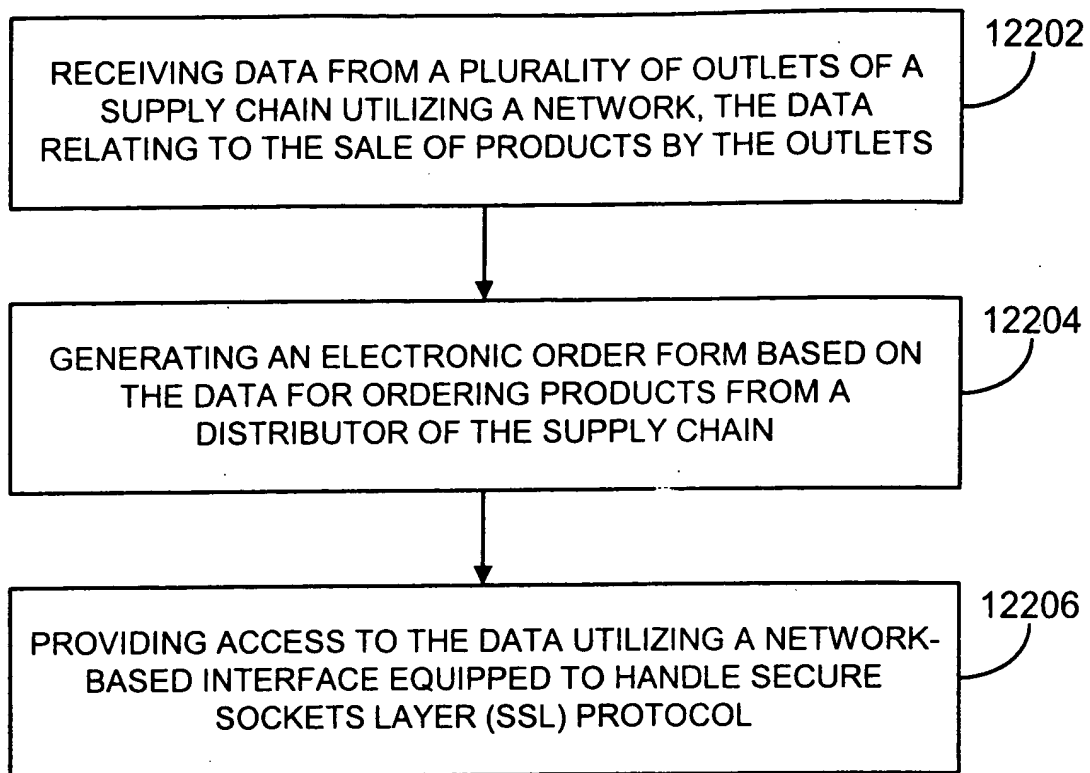 12202
RECEIVING DATA FROM A PLURALITY OF OUTLETS OF A
SUPPLY CHAIN UTILIZING A NETWORK, THE DATA
RELATING TO THE SALE OF PRODUCTS BY THE OUTLETS
12204
GENERATING AN ELECTRONIC ORDER FORM BASED ON
THE DATA FOR ORDERING PRODUCTS FROM A
DISTRIBUTOR OF THE SUPPLY CHAIN
12206
PROVIDING ACCESS TO THE DATA UTILIZING A NETWORK-
BASED INTERFACE EQUIPPED TO HANDLE SECURE
SOCKETS LAYER (SSL) PROTOCOL